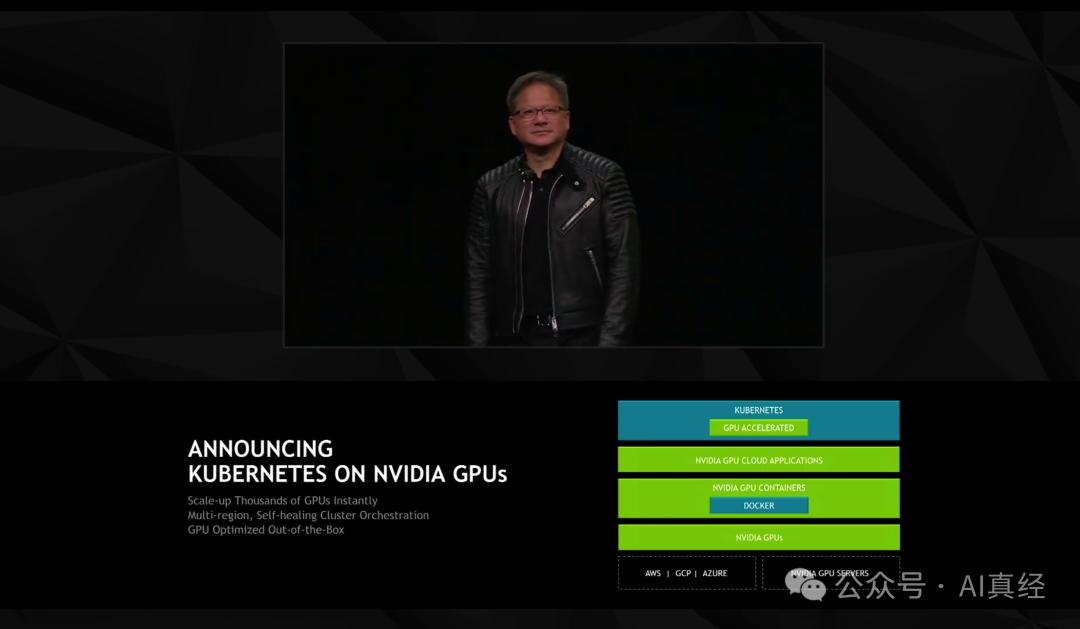 ANNOUNCING
KUBERNETES ON NVIDIA GPUs
Scale-up Thousands of GPUs Instantly
Multi-region, Self-healing Cluster Orchestration
GPU Optimized Out-of-the-Box
KUBERNETES
GPU ACCELERATED
NVIDIA GPU CLOUD APPLICATIONS
NVIDIA GPU CONTAINERS
DOCKER
NVIDIA GPUs
AWS | GCP | AZURE
NVIDIA GPU SERVERS
公众号 · AI真经